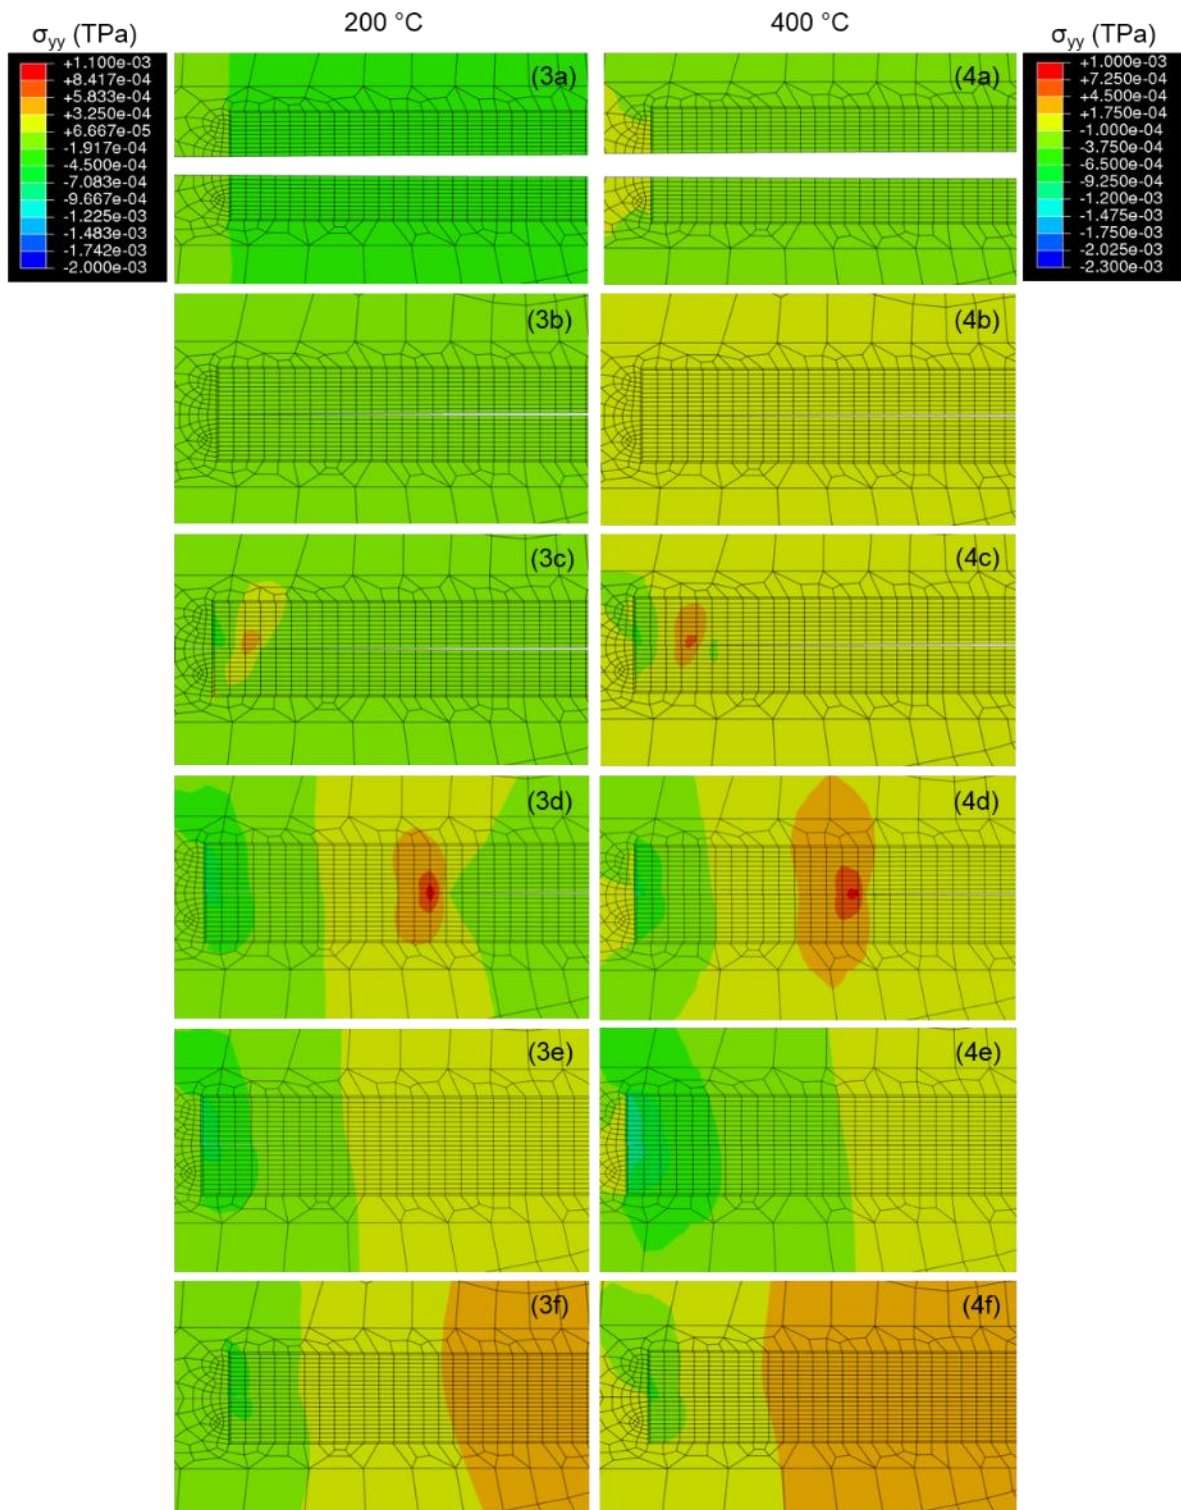 200 °C
400 °C
σyy (TPa)
+1.100e-03
+8.417e-04
+5.833e-04
+3.250e-04
+6.667e-05
-1.917e-04
-4.500e-04
-7.083e-04
-9.667e-04
-1.225e-03
-1.483e-03
-1.742e-03
-2.000e-03
σyy (TPa)
+1.000e-03
+7.250e-04
+4.500e-04
+1.750e-04
-1.000e-04
-3.750e-04
-6.500e-04
-9.250e-04
-1.200e-03
-1.475e-03
-1.750e-03
-2.025e-03
-2.300e-03
(3a)
(4a)
(3b)
(4b)
(3c)
(4c)
(3d)
(4d)
(3e)
(4e)
(3f)
(4f)